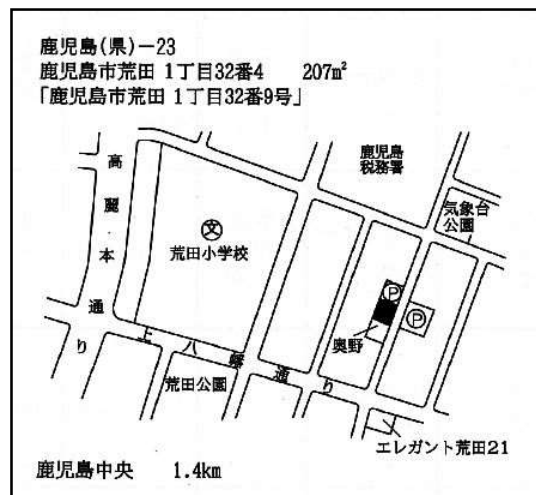 鹿児島(県)－23
鹿児島市荒田 1丁目32番4　207m²
「鹿児島市荒田 1丁目32番9号」
高麗本通り
鹿児島
税務署
気象台
公園
文
荒田小学校
P
P
奥野
上八幡通り
荒田公園
エレガント荒田21
鹿児島中央　1.4km